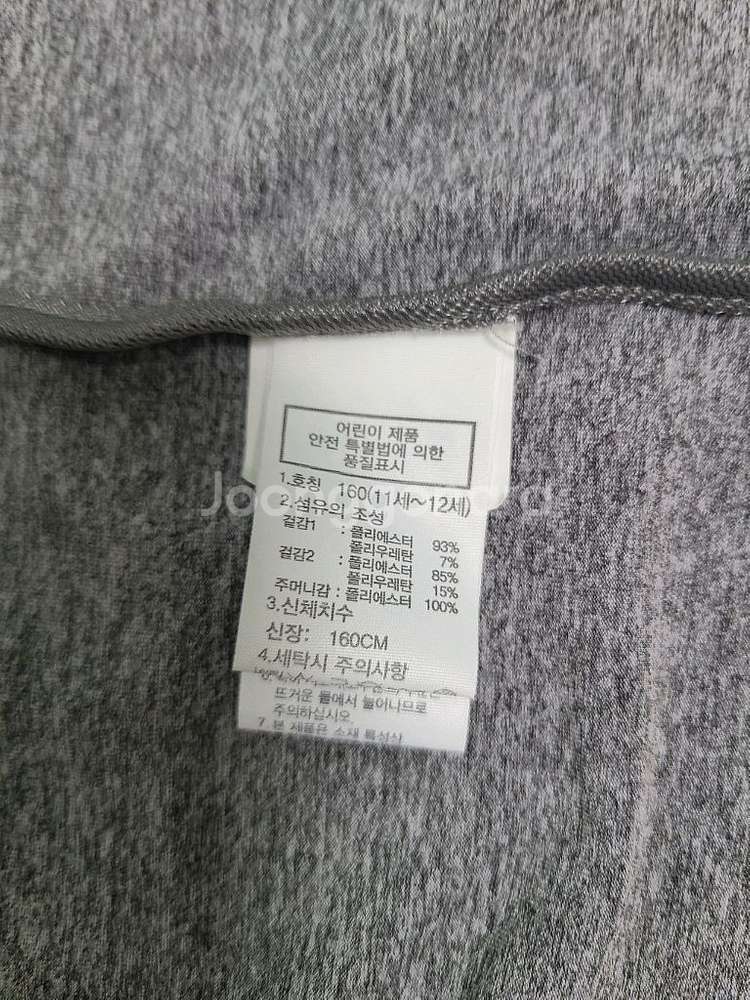 어린이 제품
안전 특별법에 의한
품질표시
1.호칭 160(11세~12세)
2.섬유의 조성
겉감1 : 폴리에스터 93%
폴리우레탄 7%
겉감2 : 폴리에스터 85%
폴리우레탄 15%
주머니감 : 폴리에스터 100%
3.신체치수
신장: 160CM
4.세탁시 주의사항
뜨거운 물에서 늘어나므로
주의하십시오.
7. 본 제품은 소재 특성상